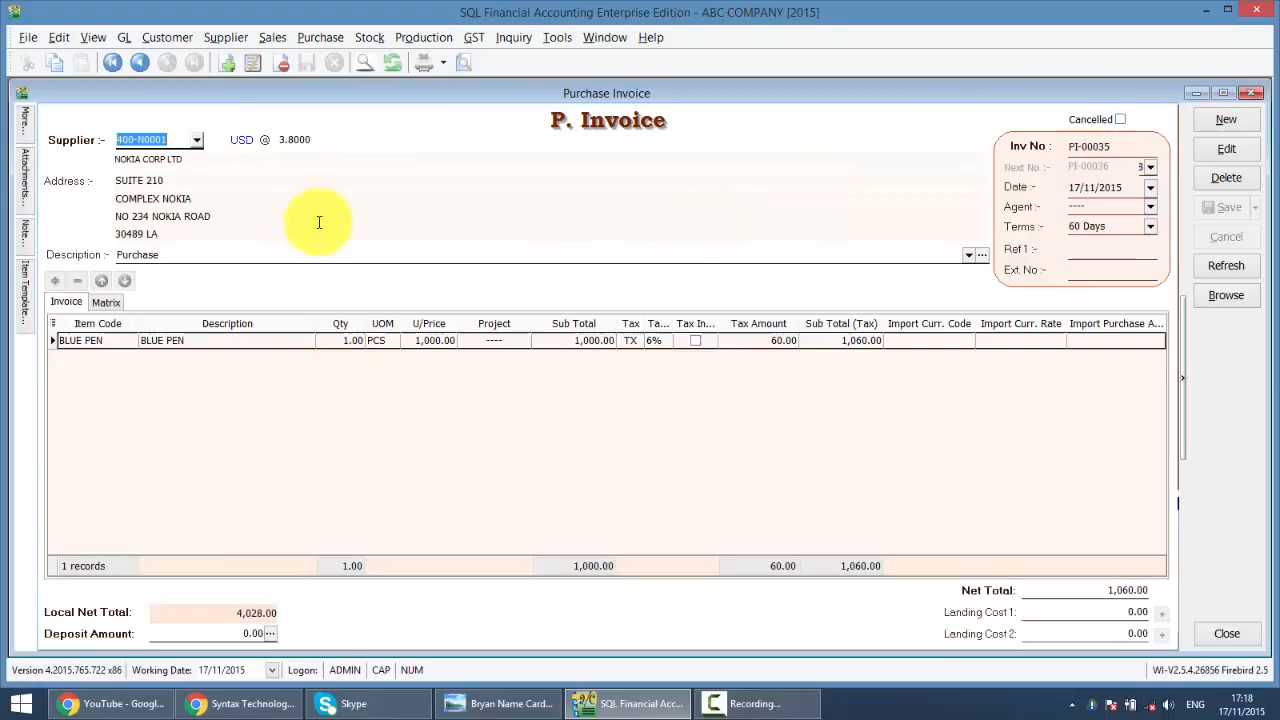 SQL Financial Accounting Enterprise Edition - ABC COMPANY [2015]
File Edit View GL Customer Supplier Sales Purchase Stock Production GST Inquiry Tools Window Help
Purchase Invoice
P. Invoice
Cancelled
New
More...
Supplier :- 400-N0001 USD @ 3.8000
Inv No : PI-00035
Edit
NOKIA CORP LTD
Next No :- PI-00036
Attachments...
Address :- SUITE 210
Date :- 17/11/2015
Delete
COMPLEX NOKIA
Agent :- ----
Save
NO 234 NOKIA ROAD
Terms :- 60 Days
Note...
30489 LA
Ref 1 :-
Cancel
Description :- Purchase
Ext. No :-
Refresh
Item Template...
Invoice Matrix
Browse
Item Code Description Qty UOM U/Price Project Sub Total Tax Ta... Tax In... Tax Amount Sub Total (Tax) Import Curr. Code Import Curr. Rate Import Purchase A...
BLUE PEN BLUE PEN 1.00 PCS 1,000.00 ---- 1,000.00 TX 6% 60.00 1,060.00
1 records 1.00 1,000.00 60.00 1,060.00
Net Total: 1,060.00
Local Net Total: 4,028.00
Landing Cost 1: 0.00
Deposit Amount: 0.00
Landing Cost 2: 0.00
Close
Version 4.2015.765.722 x86 Working Date: 17/11/2015 Logon: ADMIN CAP NUM WI-V2.5.4.26856 Firebird 2.5
YouTube - Googl... Syntax Technolog... Skype Bryan Name Card... SQL Financial Acc... Recording... ENG 17:18
17/11/2015